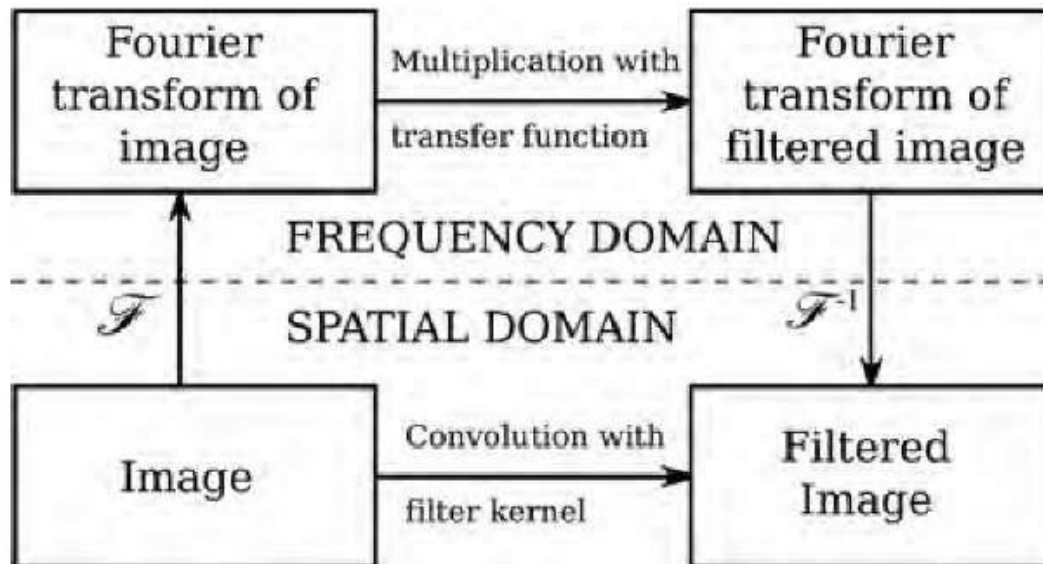 Fourier
transform of
image
Multiplication with
transfer function
Fourier
transform of
filtered image
FREQUENCY DOMAIN
ℱ
ℱ⁻¹
SPATIAL DOMAIN
Image
Convolution with
filter kernel
Filtered
Image